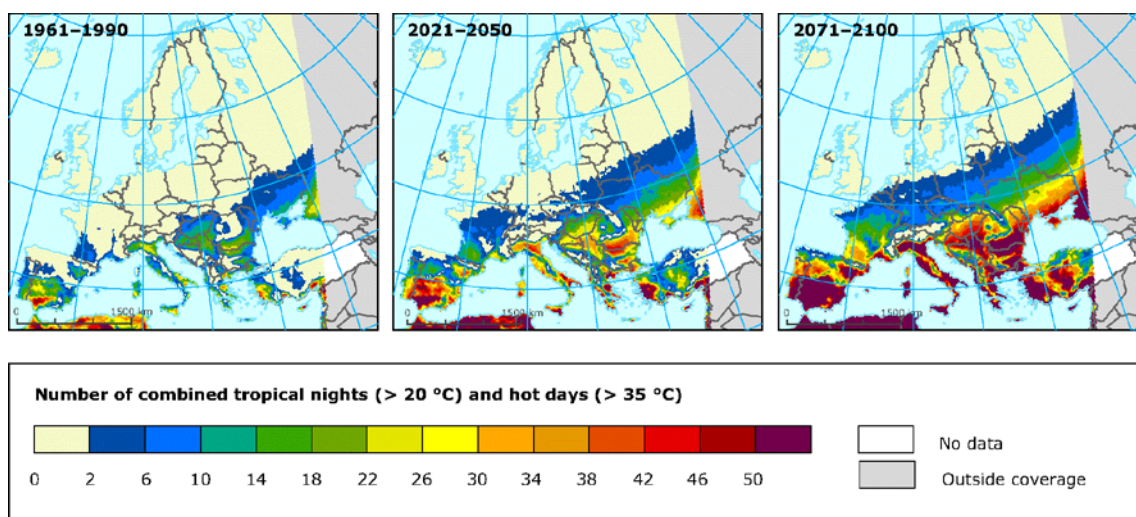 1961–1990
2021–2050
2071–2100
1500 km
1500 km
1500 km
Number of combined tropical nights (> 20 °C) and hot days (> 35 °C)
0 2 6 10 14 18 22 26 30 34 38 42 46 50
No data
Outside coverage